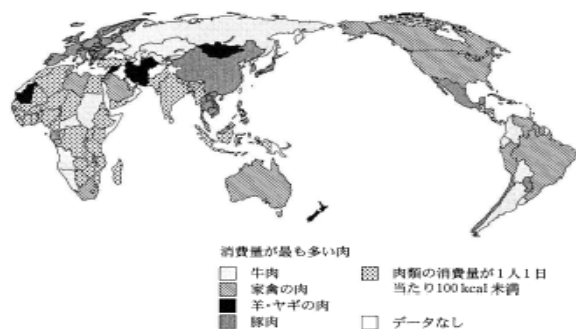 消費量が最も多い肉
牛肉
家禽の肉
羊・ヤギの肉
豚肉
肉類の消費量が1人1日
当たり100 kcal 未満
データなし